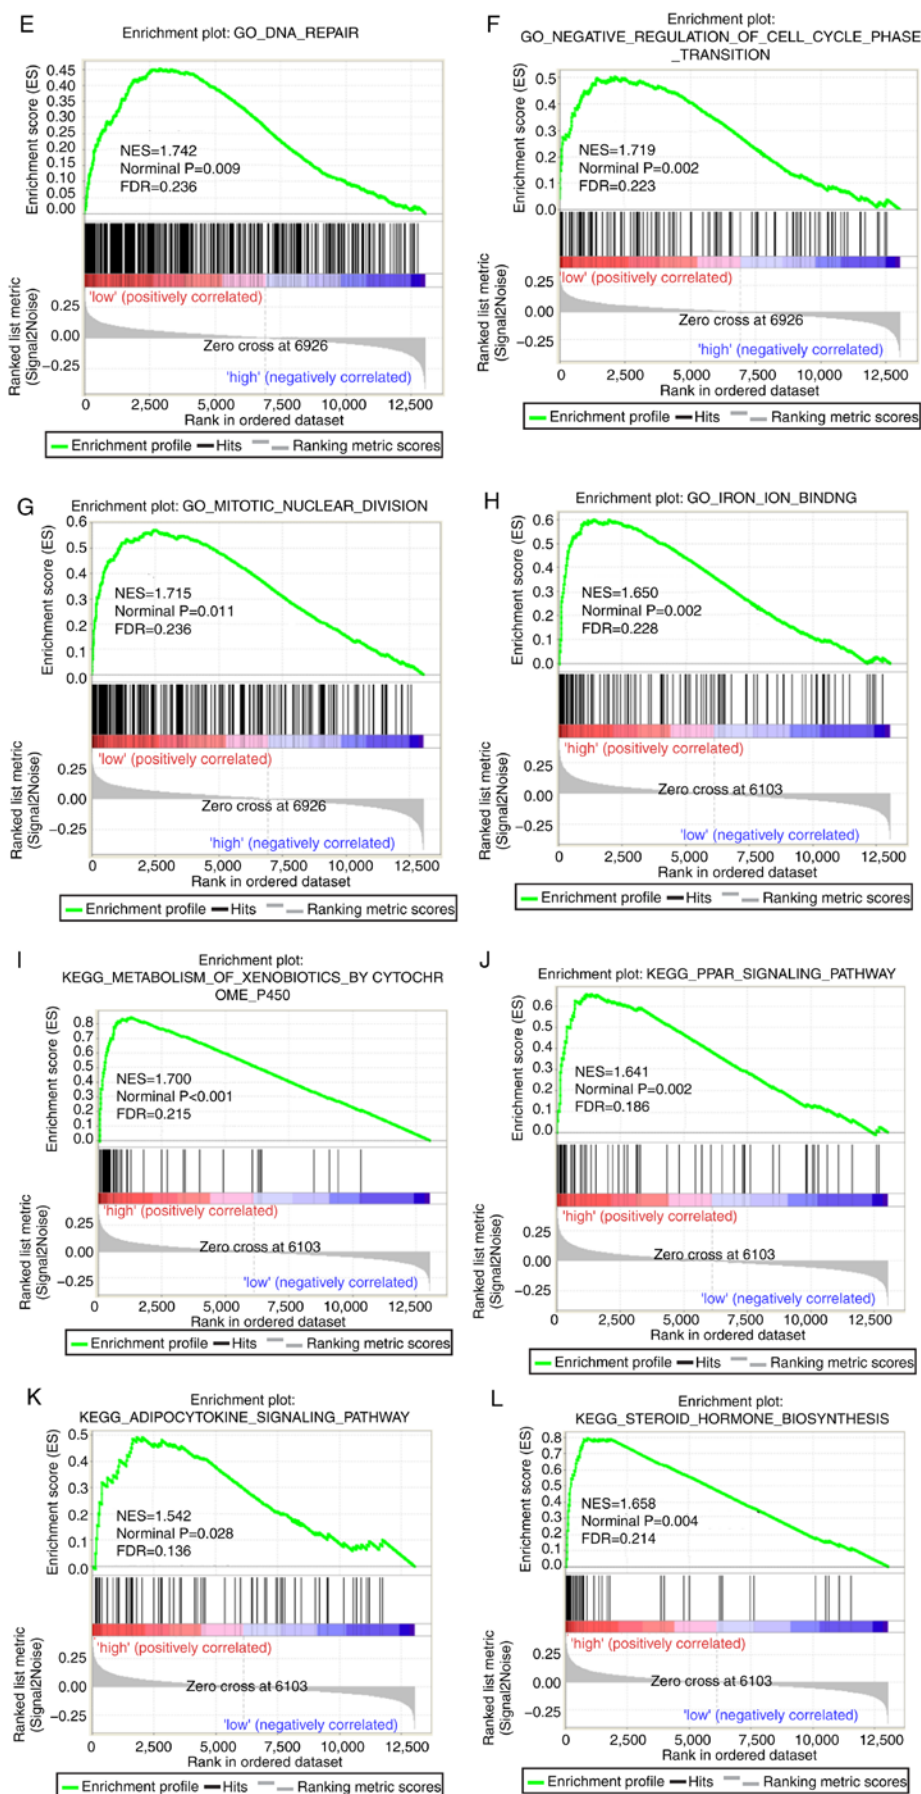 E
Enrichment plot: GO_DNA_REPAIR
Enrichment score (ES)
0.45
0.40
0.35
0.30
0.25
0.20
0.15
0.10
0.05
0.00
NES=1.742
Norminal P=0.009
FDR=0.236
'low' (positively correlated)
Ranked list metric
(Signal2Noise)
0.25
0.00
−0.25
Zero cross at 6926
'high' (negatively correlated)
0 2,500 5,000 7,500 10,000 12,500
Rank in ordered dataset
Enrichment profile Hits Ranking metric scores
F
Enrichment plot:
GO_NEGATIVE_REGULATION_OF_CELL_CYCLE_PHASE
_TRANSITION
Enrichment score (ES)
0.5
0.4
0.3
0.2
0.1
0.0
NES=1.719
Norminal P=0.002
FDR=0.223
'low' (positively correlated)
Ranked list metric
(Signal2Noise)
0.25
0.00
−0.25
Zero cross at 6926
'high' (negatively correlated)
0 2,500 5,000 7,500 10,000 12,500
Rank in ordered dataset
Enrichment profile Hits Ranking metric scores
G
Enrichment plot: GO_MITOTIC_NUCLEAR_DIVISION
Enrichment score (ES)
0.6
0.5
0.4
0.3
0.2
0.1
0.0
NES=1.715
Norminal P=0.011
FDR=0.236
'low' (positively correlated)
Ranked list metric
(Signal2Noise)
0.25
0.00
−0.25
Zero cross at 6926
'high' (negatively correlated)
0 2,500 5,000 7,500 10,000 12,500
Rank in ordered dataset
Enrichment profile Hits Ranking metric scores
H
Enrichment plot: GO_IRON_ION_BINDNG
Enrichment score (ES)
0.6
0.5
0.4
0.3
0.2
0.1
0.0
NES=1.650
Norminal P=0.002
FDR=0.228
'high' (positively correlated)
Ranked list metric
(Signal2Noise)
0.25
0.00
−0.25
Zero cross at 6103
'low' (negatively correlated)
0 2,500 5,000 7,500 10,000 12,500
Rank in ordered dataset
Enrichment profile Hits Ranking metric scores
I
Enrichment plot:
KEGG_METABOLISM_OF_XENOBIOTICS_BY CYTOCHR
OME_P450
Enrichment score (ES)
0.8
0.7
0.6
0.5
0.4
0.3
0.2
0.1
0.0
NES=1.700
Norminal P<0.001
FDR=0.215
'high' (positively correlated)
Ranked list metric
(Signal2Noise)
0.25
0.00
−0.25
Zero cross at 6103
'low' (negatively correlated)
0 2,500 5,000 7,500 10,000 12,500
Rank in ordered dataset
Enrichment profile Hits Ranking metric scores
J
Enrichment plot: KEGG_PPAR_SIGNALING_PATHWAY
Enrichment score (ES)
0.6
0.5
0.4
0.3
0.2
0.1
0.0
NES=1.641
Norminal P=0.002
FDR=0.186
'high' (positively correlated)
Ranked list metric
(Signal2Noise)
0.25
0.00
−0.25
Zero cross at 6103
'low' (negatively correlated)
0 2,500 5,000 7,500 10,000 12,500
Rank in ordered dataset
Enrichment profile Hits Ranking metric scores
K
Enrichment plot:
KEGG_ADIPOCYTOKINE_SIGNALING_PATHWAY
Enrichment score (ES)
0.5
0.4
0.3
0.2
0.1
0.0
NES=1.542
Norminal P=0.028
FDR=0.136
'high' (positively correlated)
Ranked list metric
(Signal2Noise)
0.25
0.00
−0.25
Zero cross at 6103
'low' (negatively correlated)
0 2,500 5,000 7,500 10,000 12,500
Rank in ordered dataset
Enrichment profile Hits Ranking metric scores
L
Enrichment plot:
KEGG_STEROID_HORMONE_BIOSYNTHESIS
Enrichment score (ES)
0.8
0.7
0.6
0.5
0.4
0.3
0.2
0.1
0.0
NES=1.658
Norminal P=0.004
FDR=0.214
'high' (positively correlated)
Ranked list metric
(Signal2Noise)
0.25
0.00
−0.25
Zero cross at 6103
'low' (negatively correlated)
0 2,500 5,000 7,500 10,000 12,500
Rank in ordered dataset
Enrichment profile Hits Ranking metric scores